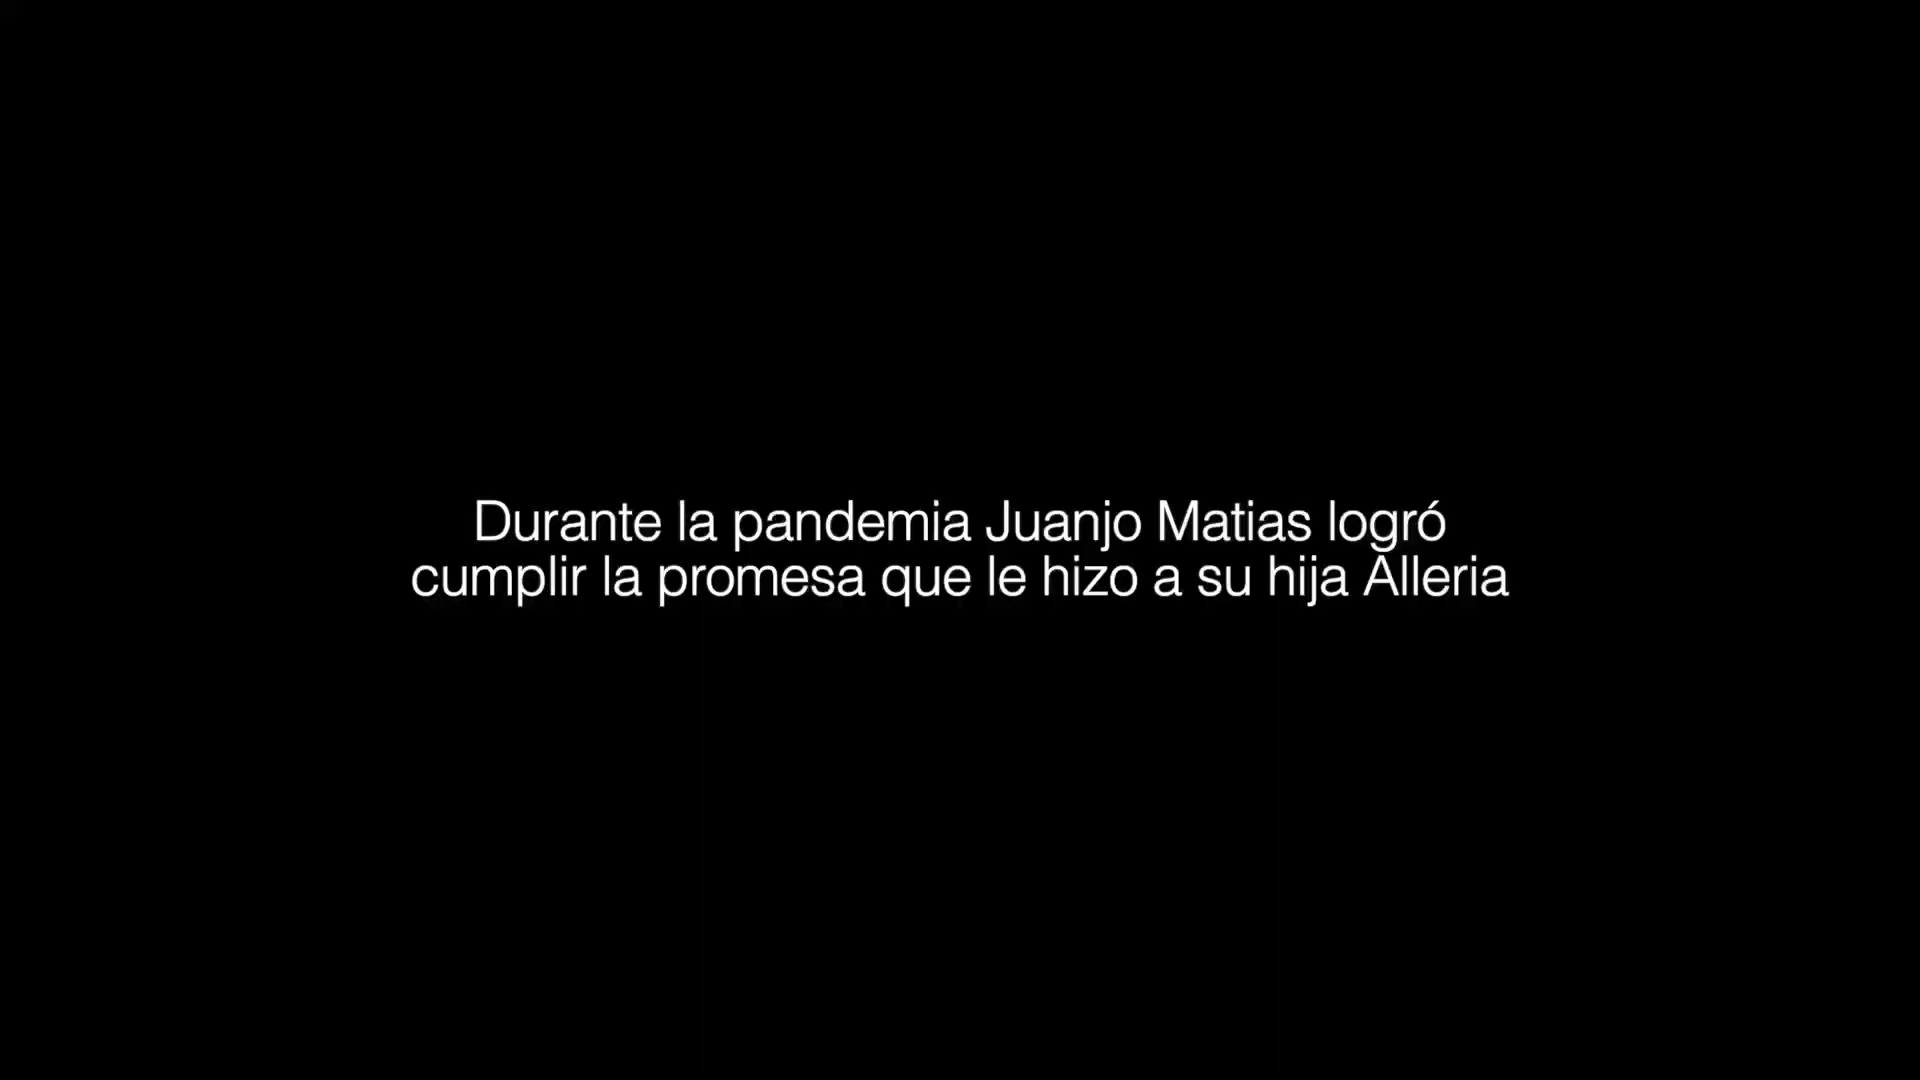 Durante la pandemia Juanjo Matias logró
cumplir la promesa que le hizo a su hija Alleria